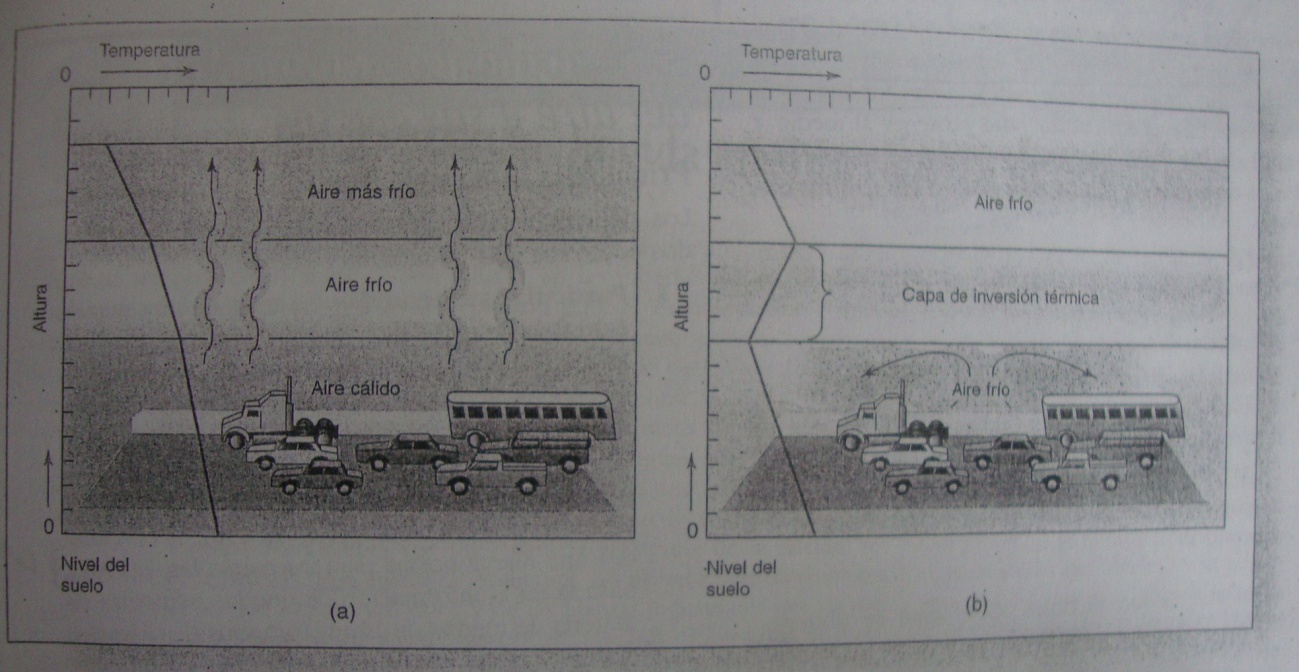 Temperatura
0
Aire más frío
Aire frío
Altura
Aire cálido
0
Nivel del
suelo
(a)
Temperatura
0
Aire frío
Capa de inversión térmica
Altura
Aire frío
0
Nivel del
suelo
(b)